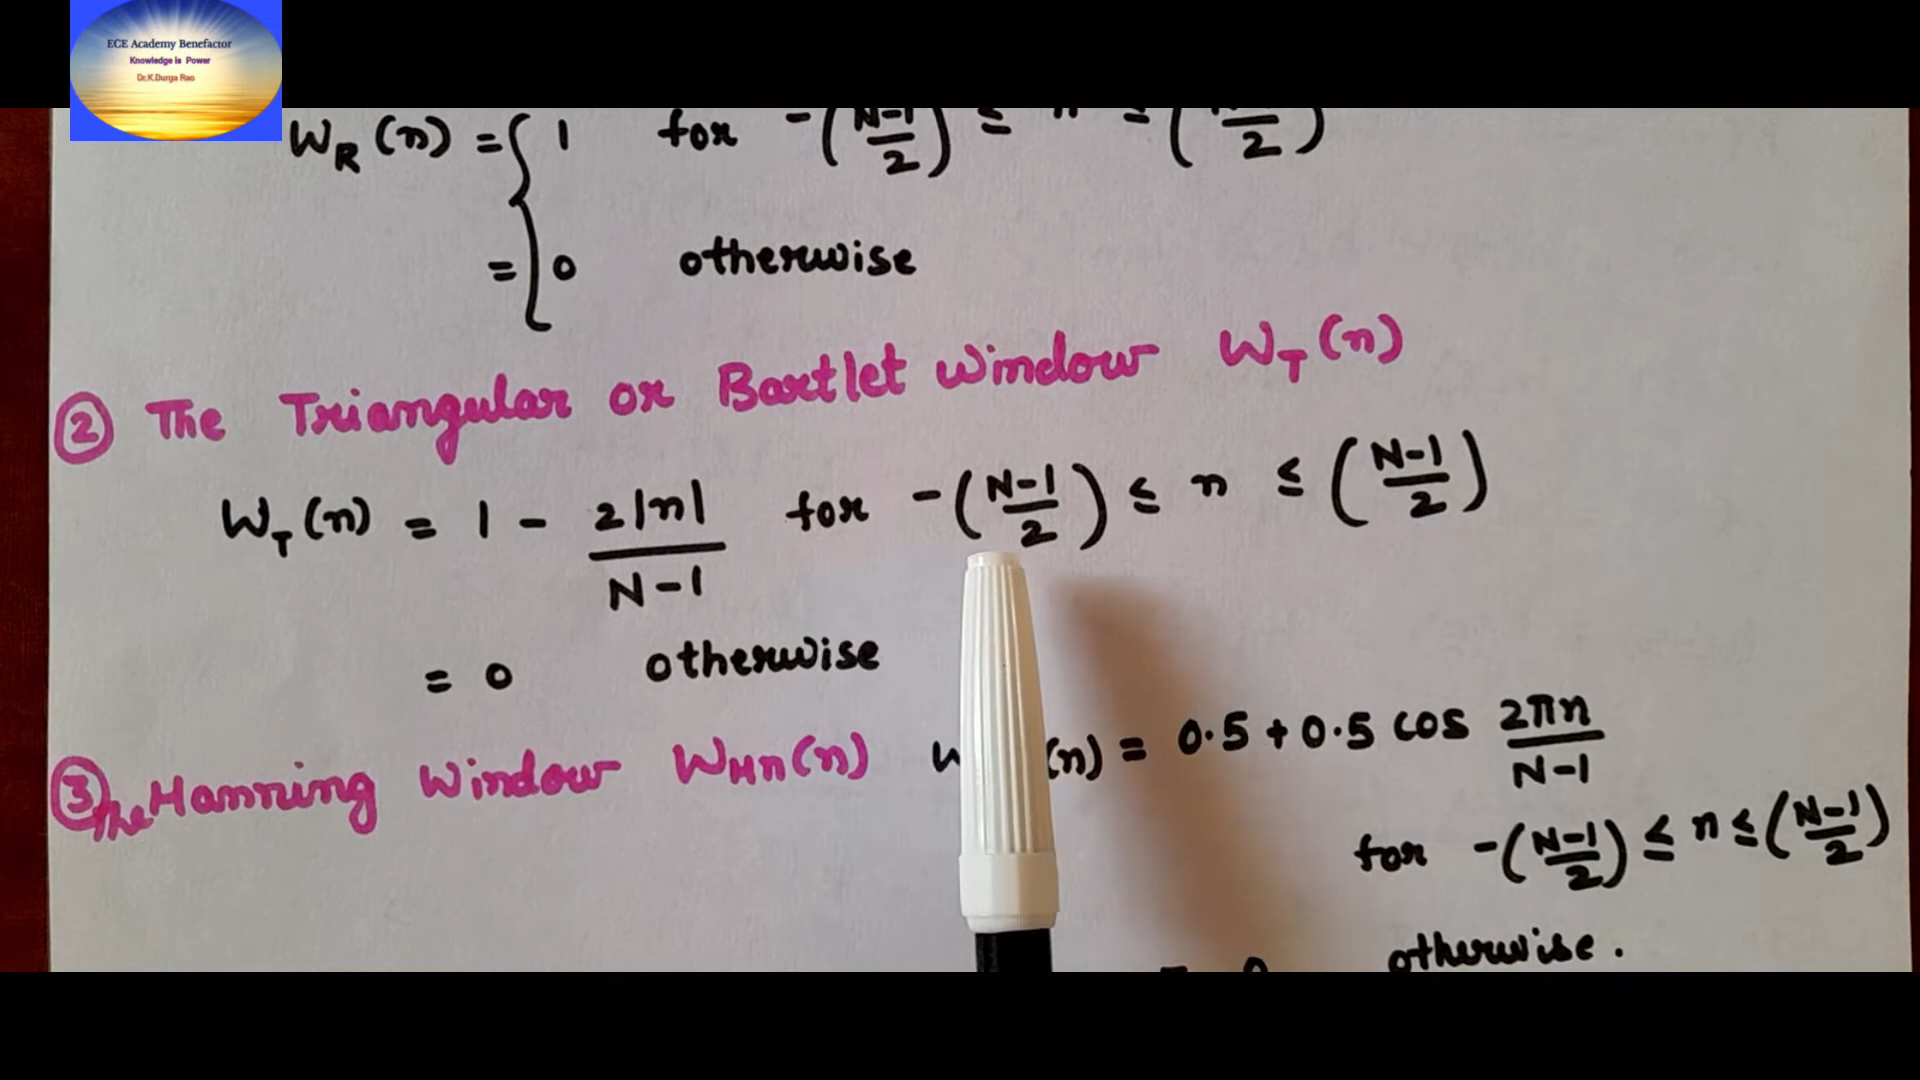 ECE Academy Benefactor
Knowledge is Power
Dr.K.Durga Rao
W_R (n) = { 1 for -(N-1/2) ≤ n ≤ ( /2)
= 0 otherwise
② The Triangular or Bartlet window W_T (n)
W_T (n) = 1 - 2|n|/N-1 for -(N-1/2) ≤ n ≤ (N-1/2)
= 0 otherwise
③ The Hanning window W_Hn (n) W (n) = 0.5 + 0.5 cos 2πn/N-1
for -(N-1/2) ≤ n ≤ (N-1/2)
= 0 otherwise.